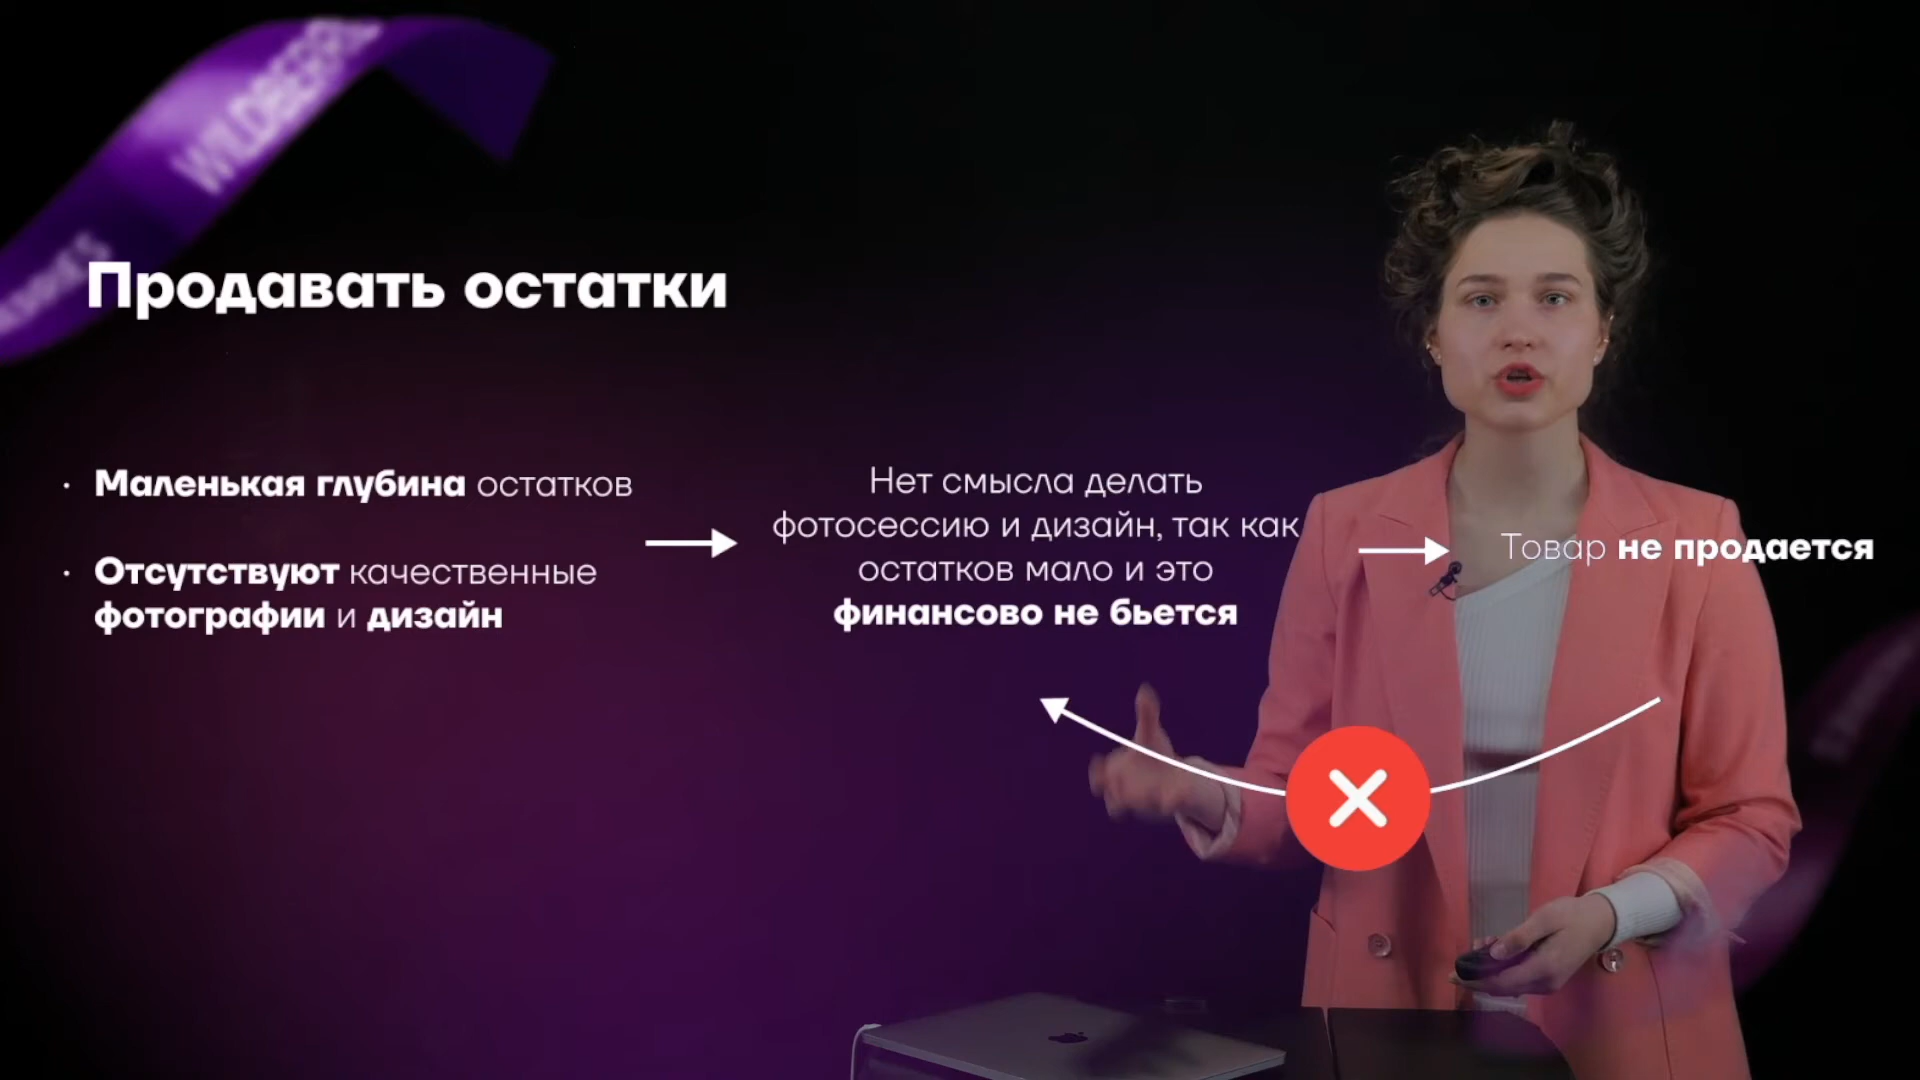 WILDBERRIES
Продавать остатки
· Маленькая глубина остатков
· Отсутствуют качественные
фотографии и дизайн
Нет смысла делать
фотосессию и дизайн, так как
остатков мало и это
финансово не бьется
Товар не продается